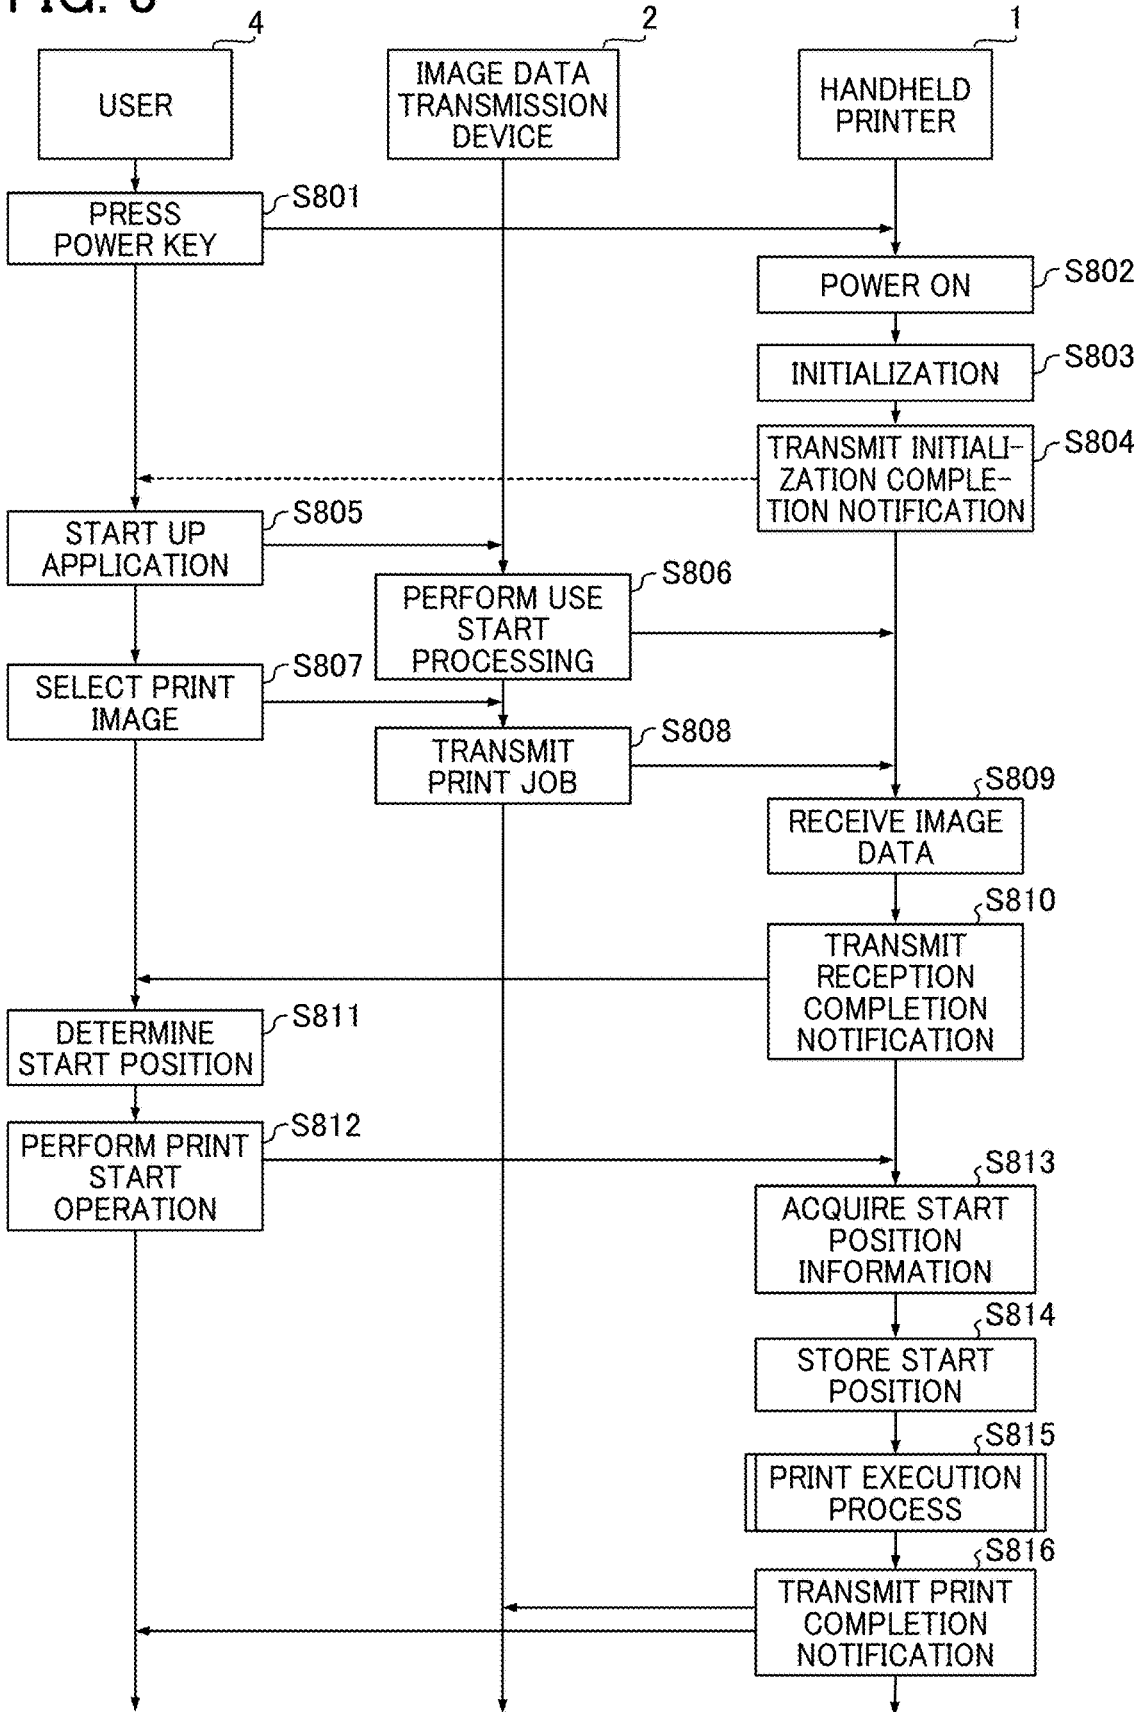 4
2
1
USER
IMAGE DATA
TRANSMISSION
DEVICE
HANDHELD
PRINTER
S801
PRESS
POWER KEY
S802
POWER ON
S803
INITIALIZATION
S804
TRANSMIT INITIALI-
ZATION COMPLE-
TION NOTIFICATION
S805
START UP
APPLICATION
S806
PERFORM USE
START
PROCESSING
S807
SELECT PRINT
IMAGE
S808
TRANSMIT
PRINT JOB
S809
RECEIVE IMAGE
DATA
S810
TRANSMIT
RECEPTION
COMPLETION
NOTIFICATION
S811
DETERMINE
START POSITION
S812
PERFORM PRINT
START
OPERATION
S813
ACQUIRE START
POSITION
INFORMATION
S814
STORE START
POSITION
S815
PRINT EXECUTION
PROCESS
S816
TRANSMIT PRINT
COMPLETION
NOTIFICATION